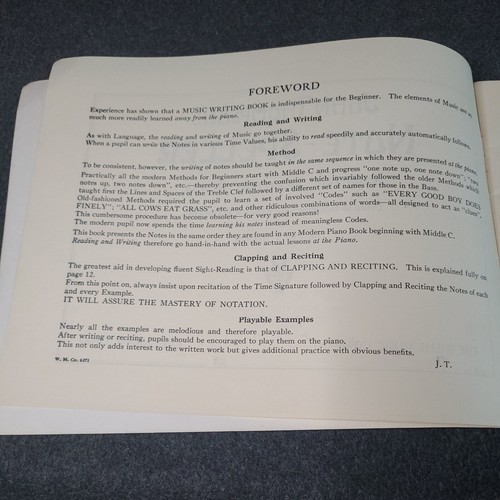 FOREWORD
Experience has shown that a MUSIC WRITING BOOK is indispensable for the Beginner. The elements of Music are so
much more readily learned away from the piano.
Reading and Writing
As with Language, the reading and writing of Music go together.
When a pupil can write the Notes in various Time Values, his ability to read speedily and accurately automatically follows.
Method
To be consistent, however, the writing of notes should be taught in the same sequence in which they are presented at the piano.
Practically all the modern Methods for Beginners start with Middle C and progress "one note up, one note down"; "two
notes up, two notes down", etc.—thereby preventing the confusion which invariably followed the older Methods which
taught first the Lines and Spaces of the Treble Clef followed by a different set of names for those in the Bass.
Old-fashioned Methods required the pupil to learn a set of involved "Codes" such as "EVERY GOOD BOY DOES
FINELY"; "ALL COWS EAT GRASS", etc, and other ridiculous combinations of words—all designed to act as "clues".
This cumbersome procedure has become obsolete—for very good reasons!
The modern pupil now spends the time learning his notes instead of meaningless Codes.
This book presents the Notes in the same order they are found in any Modern Piano Book beginning with Middle C.
Reading and Writing therefore go hand-in-hand with the actual lessons at the Piano.
Clapping and Reciting
The greatest aid in developing fluent Sight-Reading is that of CLAPPING AND RECITING. This is explained fully on
page 12.
From this point on, always insist upon recitation of the Time Signature followed by Clapping and Reciting the Notes of each
and every Example.
IT WILL ASSURE THE MASTERY OF NOTATION.
Playable Examples
Nearly all the examples are melodious and therefore playable.
After writing or reciting, pupils should be encouraged to play them on the piano.
This not only adds interest to the written work but gives additional practice with obvious benefits.
J. T.
W. M. Co. 6371